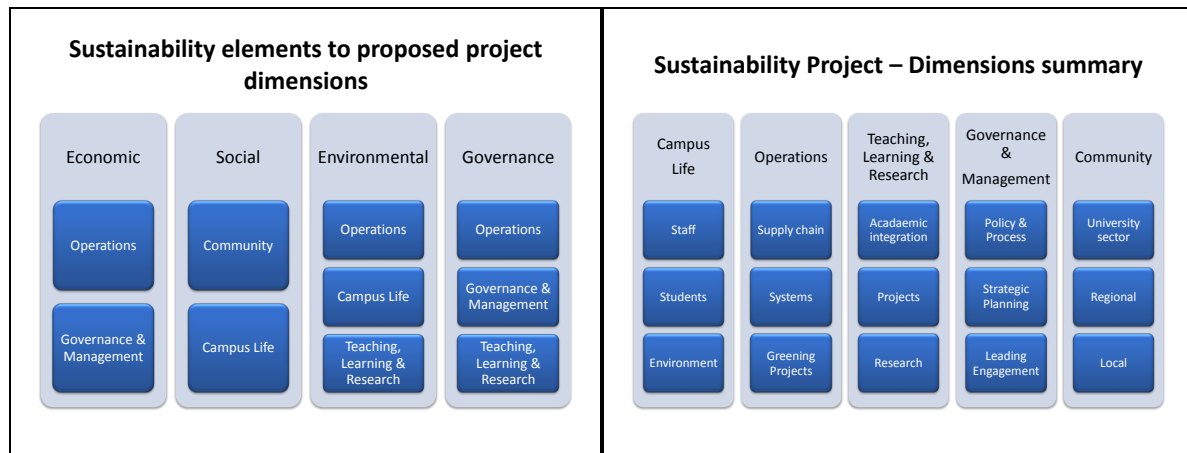 Sustainability elements to proposed project
dimensions
Economic
Operations
Governance &
Management
Social
Community
Campus Life
Environmental
Operations
Campus Life
Teaching,
Learning &
Research
Governance
Operations
Governance &
Management
Teaching,
Learning &
Research
Sustainability Project – Dimensions summary
Campus
Life
Staff
Students
Environment
Operations
Supply chain
Systems
Greening
Projects
Teaching,
Learning &
Research
Acadaemic
integration
Projects
Research
Governance
&
Management
Policy &
Process
Strategic
Planning
Leading
Engagement
Community
University
sector
Regional
Local